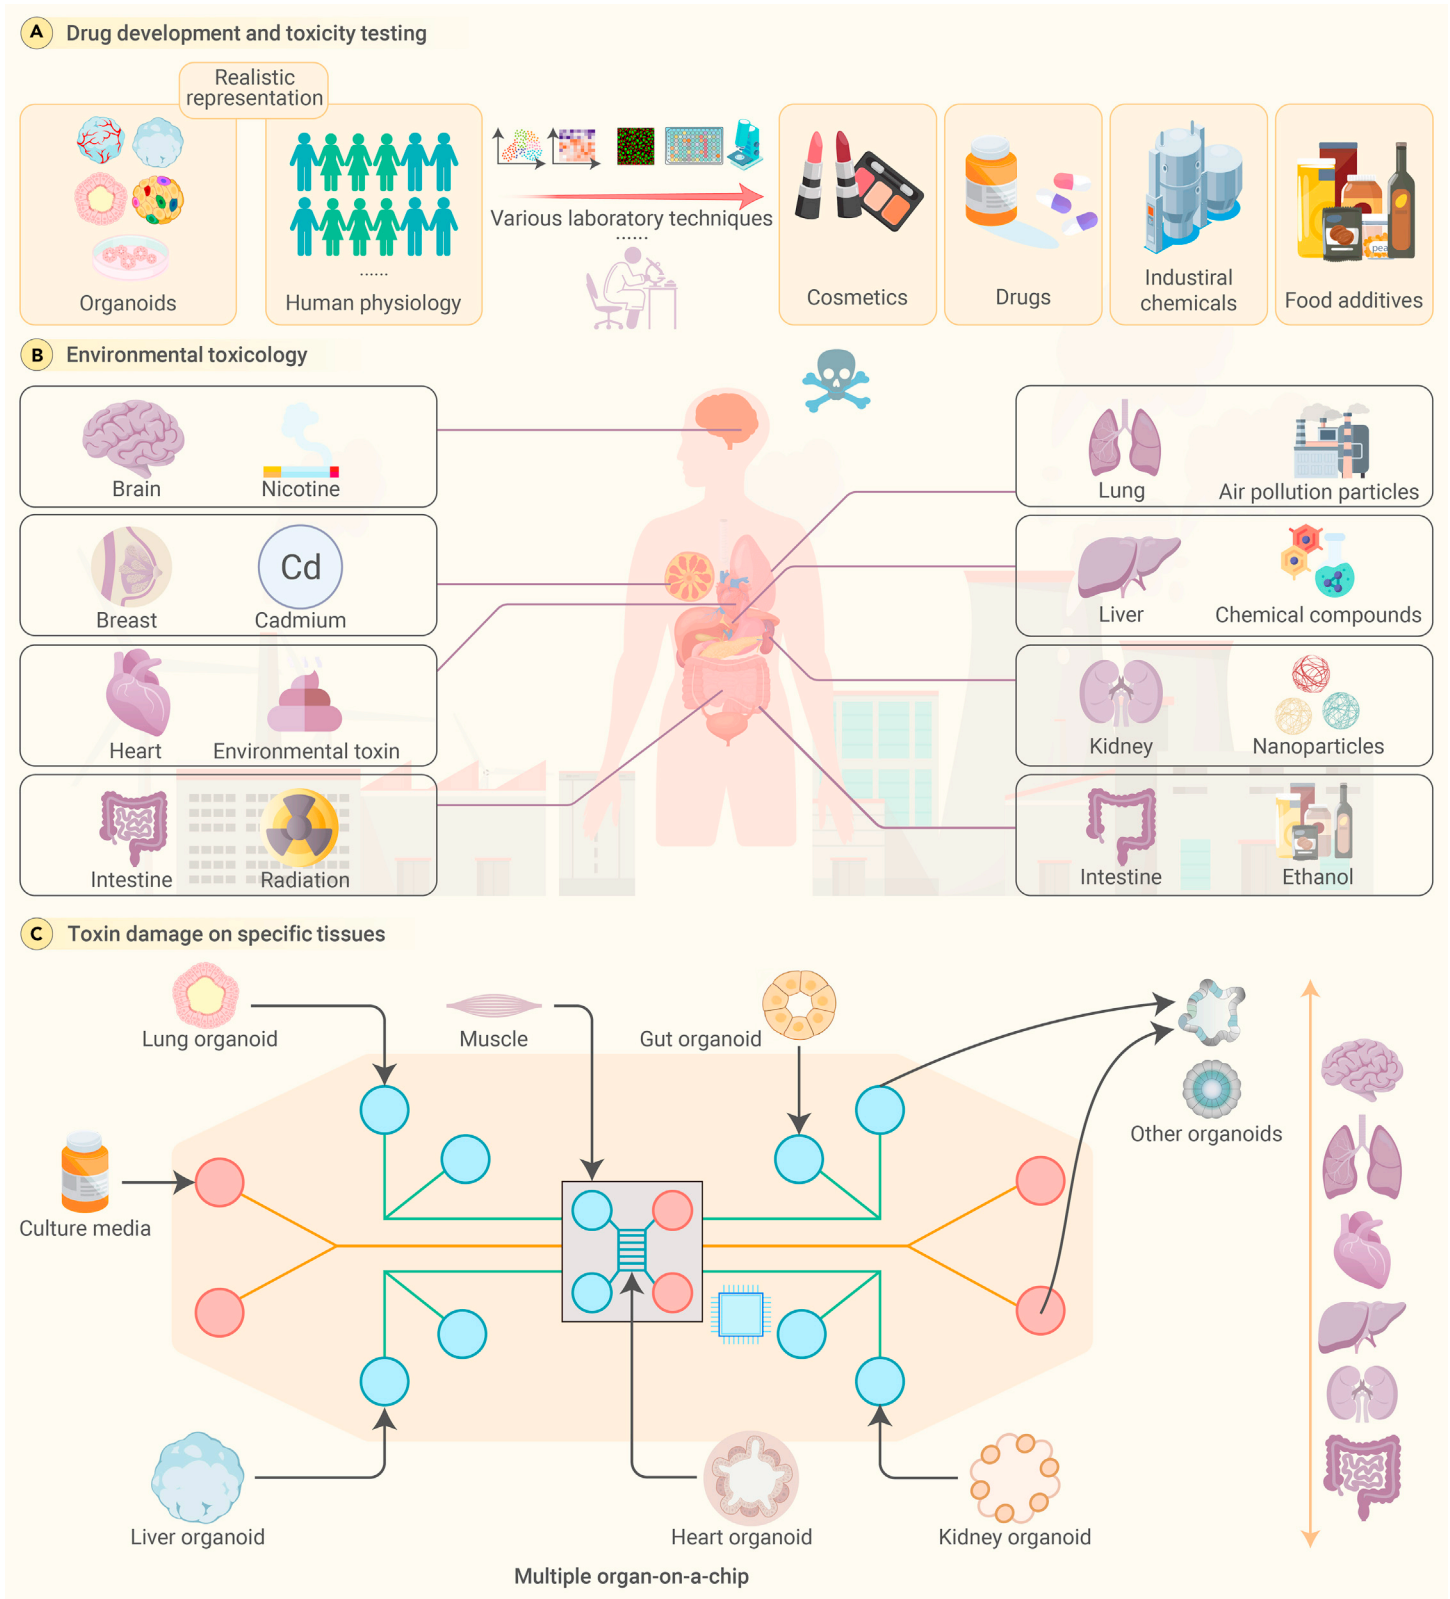 A Drug development and toxicity testing
Realistic
representation
Organoids
......
Human physiology
Various laboratory techniques
......
Cosmetics
Drugs
Industiral
chemicals
pea
Food additives
B Environmental toxicology
Brain
Nicotine
Cd
Breast
Cadmium
Heart
Environmental toxin
Intestine
Radiation
Lung
Air pollution particles
Liver
Chemical compounds
Kidney
Nanoparticles
Intestine
Ethanol
C Toxin damage on specific tissues
Lung organoid
Muscle
Gut organoid
Other organoids
Culture media
Liver organoid
Heart organoid
Kidney organoid
Multiple organ-on-a-chip